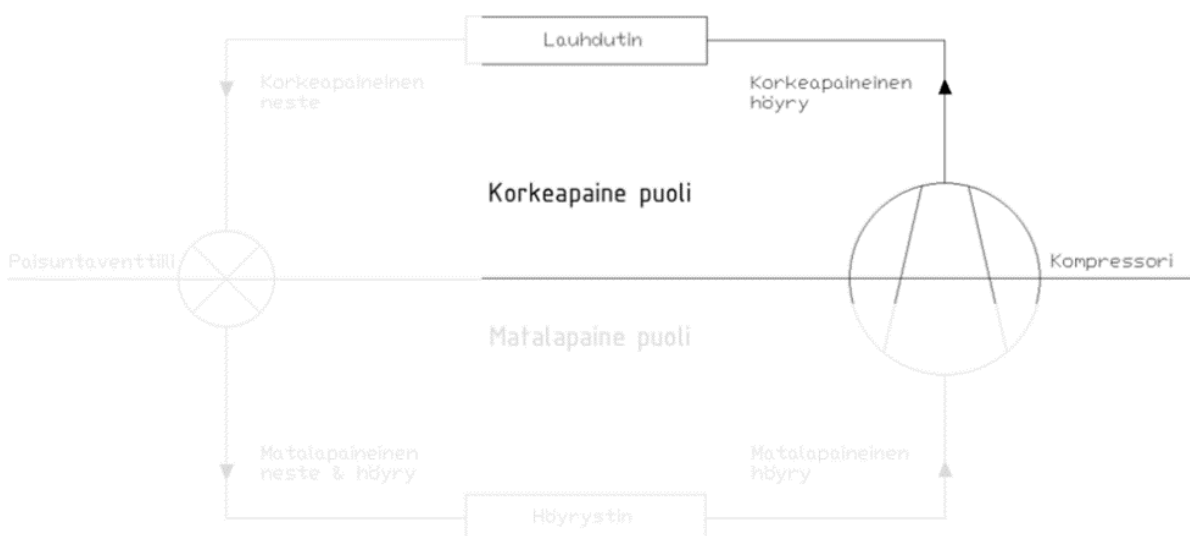 Lauhdutin
Korkeapaineinen
neste
Korkeapaineinen
höyry
Korkeapaine puoli
Paisuntaventtiili
Kompressori
Matalapaine puoli
Matalapaineinen
neste & höyry
Matalapaineinen
höyry
Höyrystin